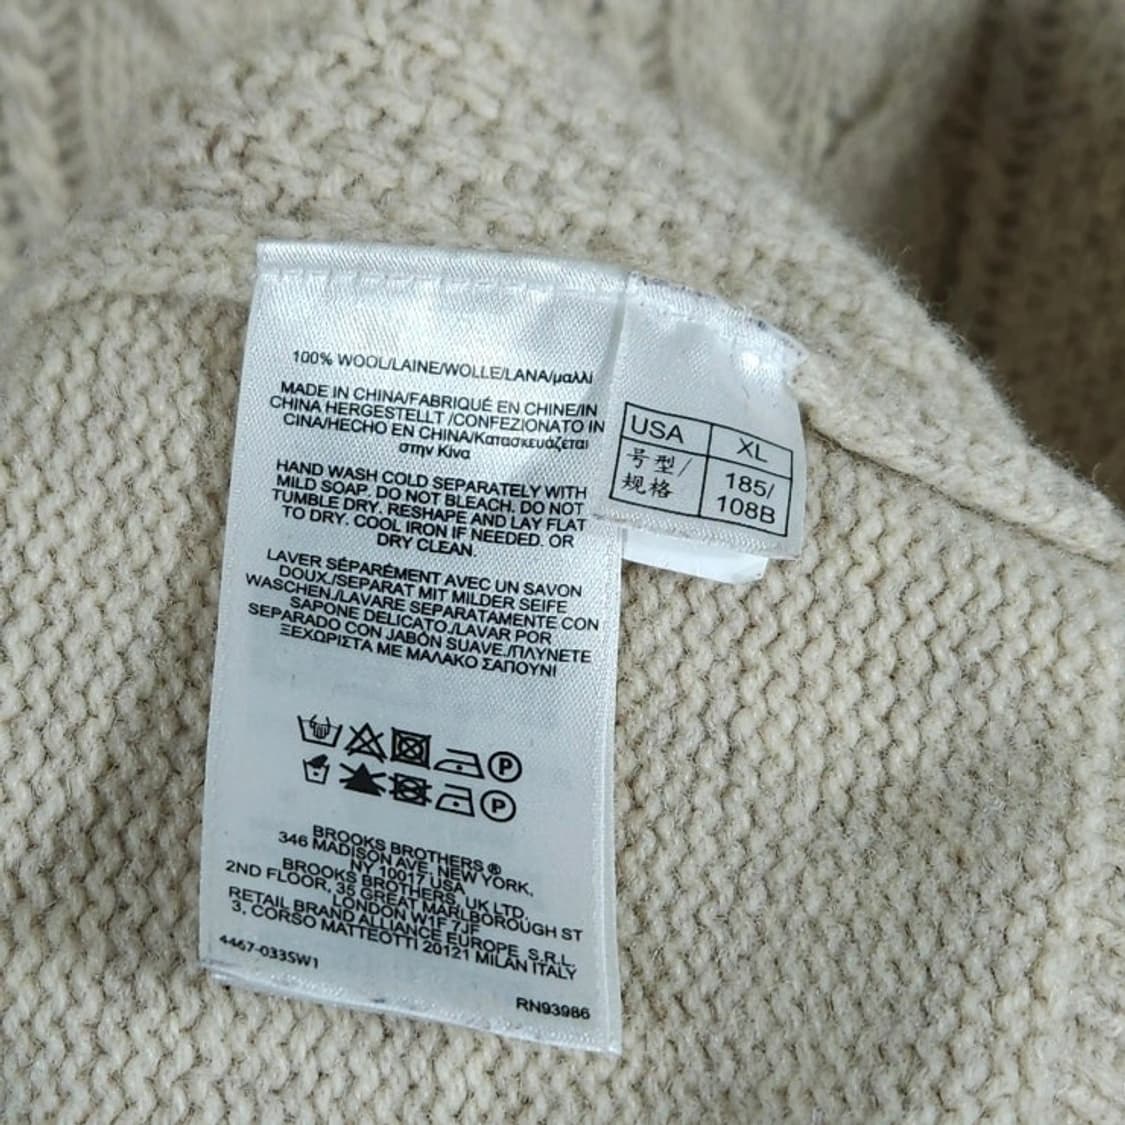 100% WOOL/LAINE/WOLLE/LANA/μαλλί
MADE IN CHINA/FABRIQUÉ EN CHINE/IN
CHINA HERGESTELLT /CONFEZIONATO IN
CINA/HECHO EN CHINA/Κατασκευάζεται
στην Κίνα
HAND WASH COLD SEPARATELY WITH
MILD SOAP. DO NOT BLEACH. DO NOT
TUMBLE DRY. RESHAPE AND LAY FLAT
TO DRY. COOL IRON IF NEEDED. OR
DRY CLEAN.
LAVER SÉPARÉMENT AVEC UN SAVON
DOUX./SEPARAT MIT MILDER SEIFE
WASCHEN./LAVARE SEPARATAMENTE CON
SAPONE DELICATO./LAVAR POR
SEPARADO CON JABÓN SUAVE./ΠΛΥΝΕΤΕ
ΞΕΧΩΡΙΣΤΑ ΜΕ ΜΑΛΑΚΟ ΣΑΠΟΥΝΙ
P
P
BROOKS BROTHERS ®
346 MADISON AVE, NEW YORK,
NY 10017 USA
BROOKS BROTHERS, UK LTD,
2ND FLOOR, 35 GREAT MARLBOROUGH ST
LONDON W1F 7JF
RETAIL BRAND ALLIANCE EUROPE S.R.L.
3, CORSO MATTEOTTI 20121 MILAN ITALY
4467-033SW1
RN93986
USA XL
号型/ 185/
规格 108B